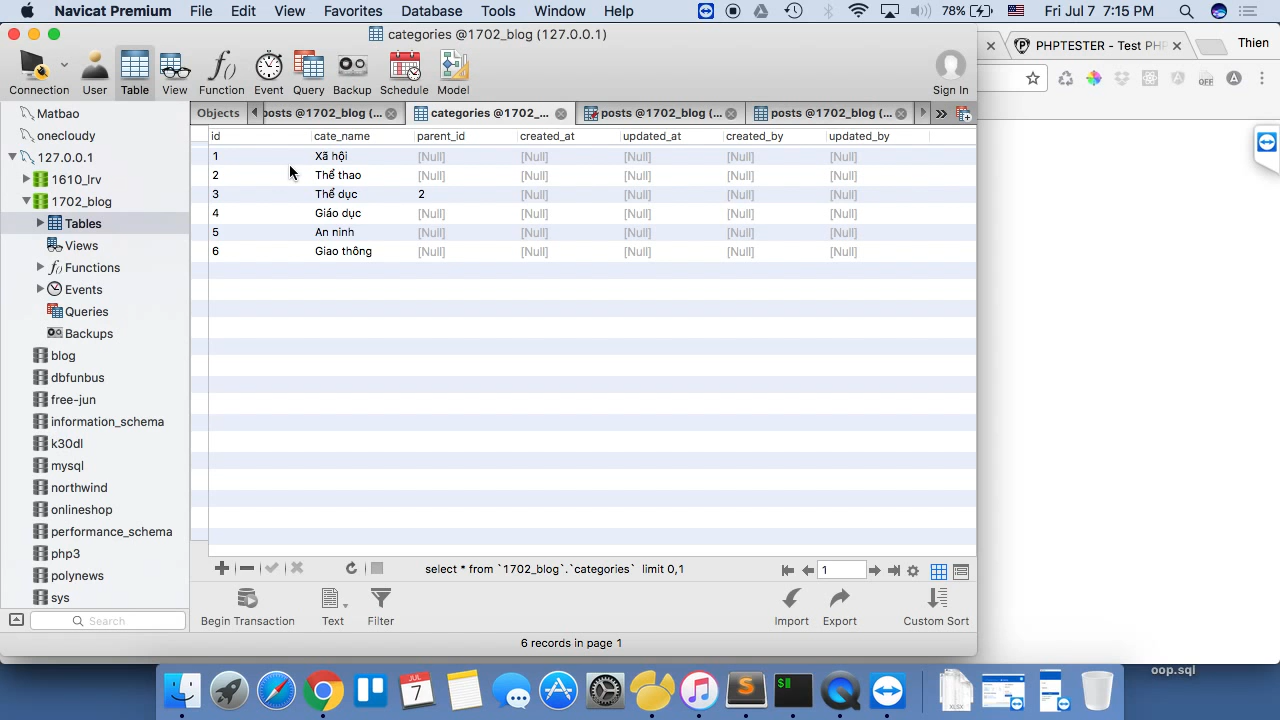 Navicat Premium File Edit View Favorites Database Tools Window Help 78% Fri Jul 7 7:15 PM
categories @1702_blog (127.0.0.1)
PHPTESTER - Test PHP
Thien
Connection User Table View Function Event Query Backup Model Sign In
OFF
Objects posts @1702_blog (... categories @1702_... posts @1702_blog (... posts @1702_blog (...
Matbao
onecloudy
127.0.0.1
1610_lrv
1702_blog
Tables
Views
Functions
Events
Queries
Backups
blog
dbfunbus
free-jun
information_schema
k30dl
mysql
northwind
onlineshop
performance_schema
php3
polynews
sys
Search
id cate_name parent_id created_at updated_at created_by updated_by
1 Xã hội [Null] [Null] [Null] [Null] [Null]
2 Thể thao [Null] [Null] [Null] [Null] [Null]
3 Thể dục 2 [Null] [Null] [Null] [Null]
4 Giáo dục [Null] [Null] [Null] [Null] [Null]
5 An ninh [Null] [Null] [Null] [Null] [Null]
6 Giao thông [Null] [Null] [Null] [Null] [Null]
select * from `1702_blog`.`categories` limit 0,1
1
Begin Transaction Text Filter Import Export Custom Sort
6 records in page 1
oop.sql
JUL
7
XLSX